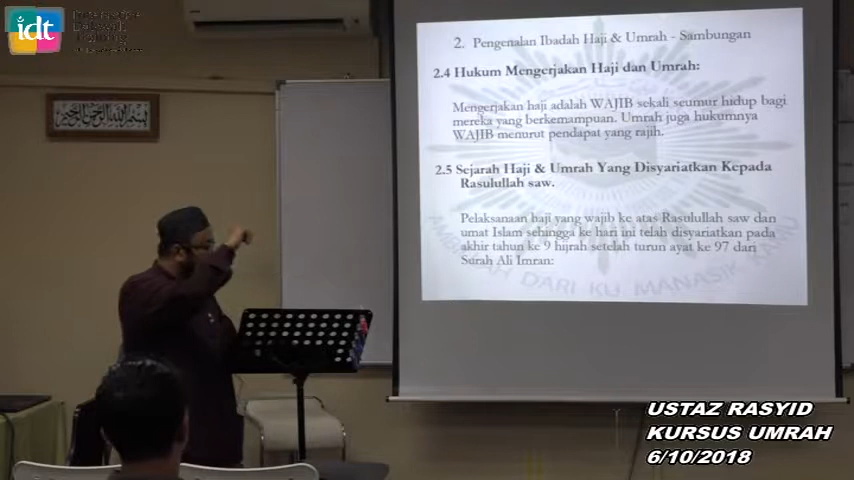 idt
بسم الله الرحمن الرحيم
2. Pengenalan Ibadah Haji & Umrah - Sambungan
2.4 Hukum Mengerjakan Haji dan Umrah:
Mengerjakan haji adalah WAJIB sekali seumur hidup bagi
mereka yang berkemampuan. Umrah juga hukumnya
WAJIB menurut pendapat yang rajih.
2.5 Sejarah Haji & Umrah Yang Disyariatkan Kepada
Rasulullah saw.
Pelaksanaan haji yang wajib ke atas Rasulullah saw dan
umat Islam sehingga ke hari ini telah disyariatkan pada
akhir tahun ke 9 hijrah setelah turun ayat ke 97 dari
Surah Ali Imran:
DARI KU MANASIK
USTAZ RASYID
KURSUS UMRAH
6/10/2018